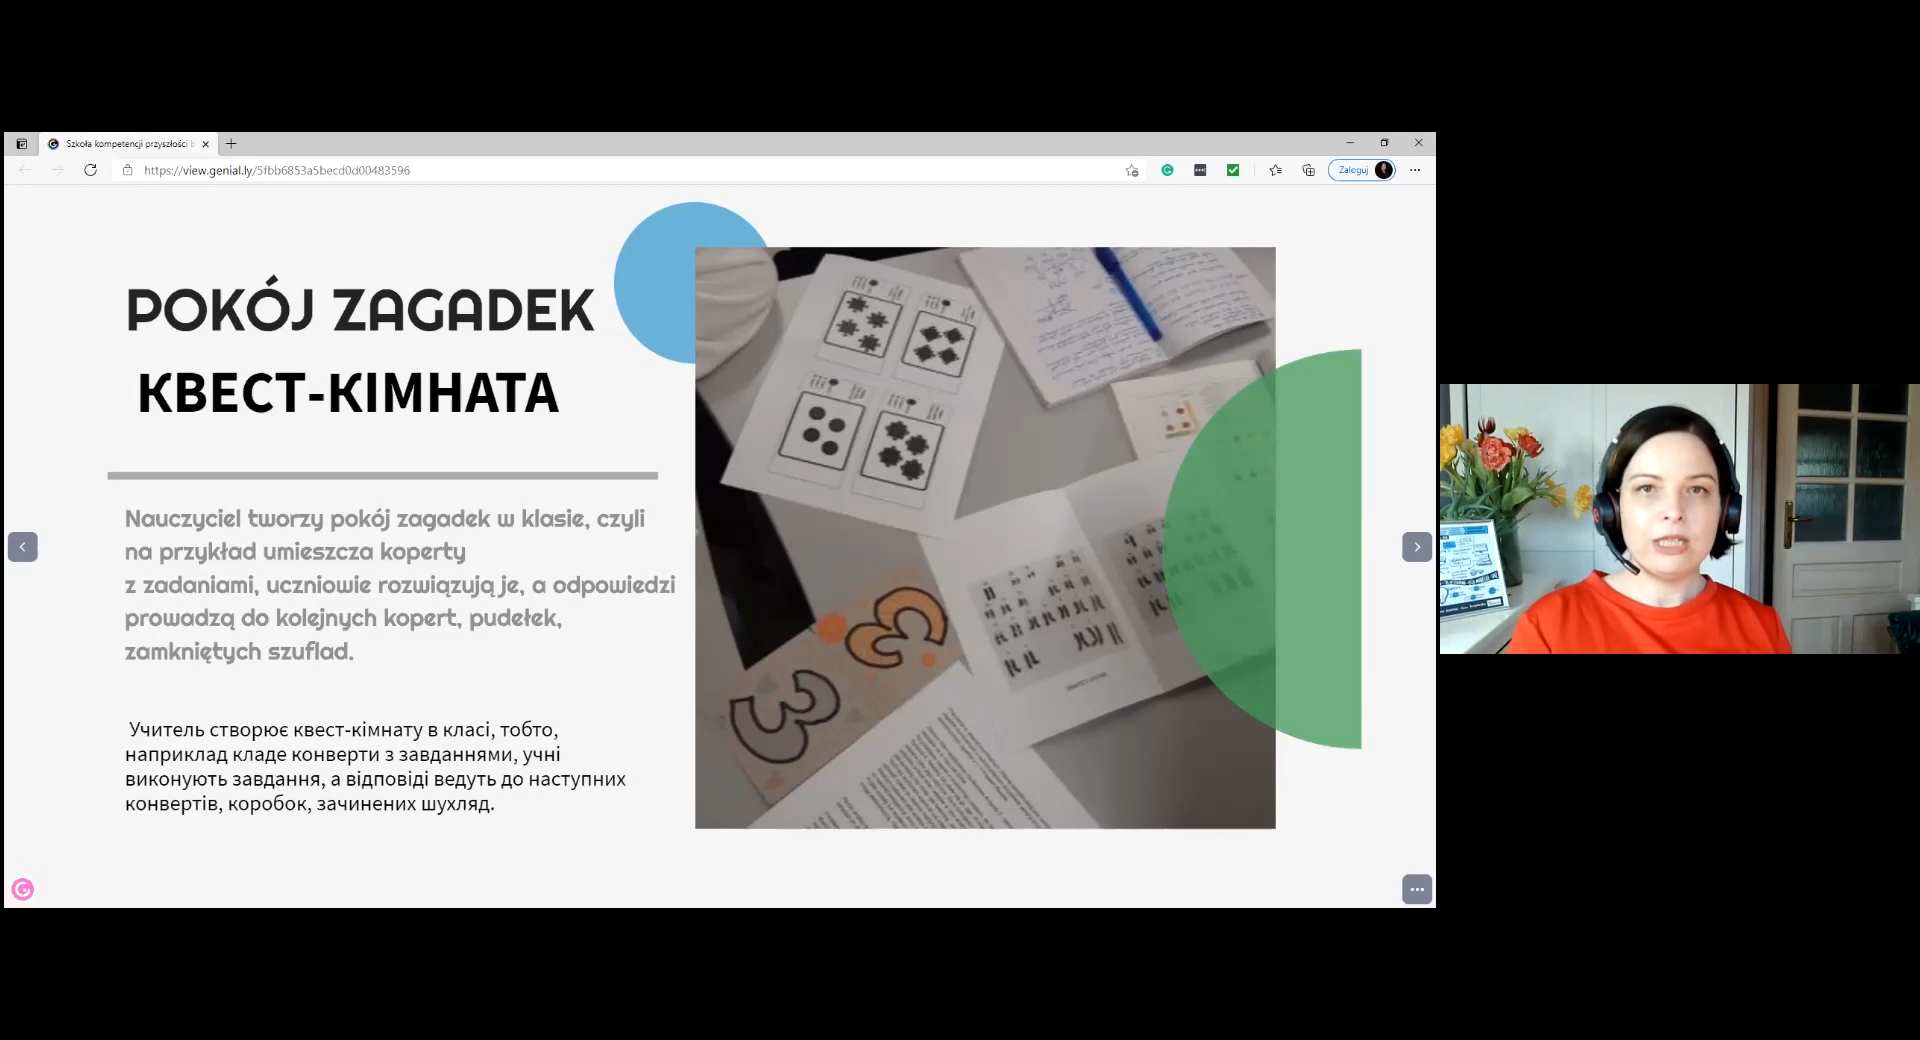 Szkoła kompetencji przyszłości
https://view.genial.ly/5fbb6853a5becd0d00483596
Zaloguj
POKÓJ ZAGADEK
КВЕСТ-КІМНАТА
Nauczyciel tworzy pokój zagadek w klasie, czyli
na przykład umieszcza koperty
z zadaniami, uczniowie rozwiązują je, a odpowiedzi
prowadzą do kolejnych kopert, pudełek,
zamkniętych szuflad.
Учитель створює квест-кімнату в класі, тобто,
наприклад кладе конверти з завданнями, учні
виконують завдання, а відповіді ведуть до наступних
конвертів, коробок, зачинених шухляд.
3
3